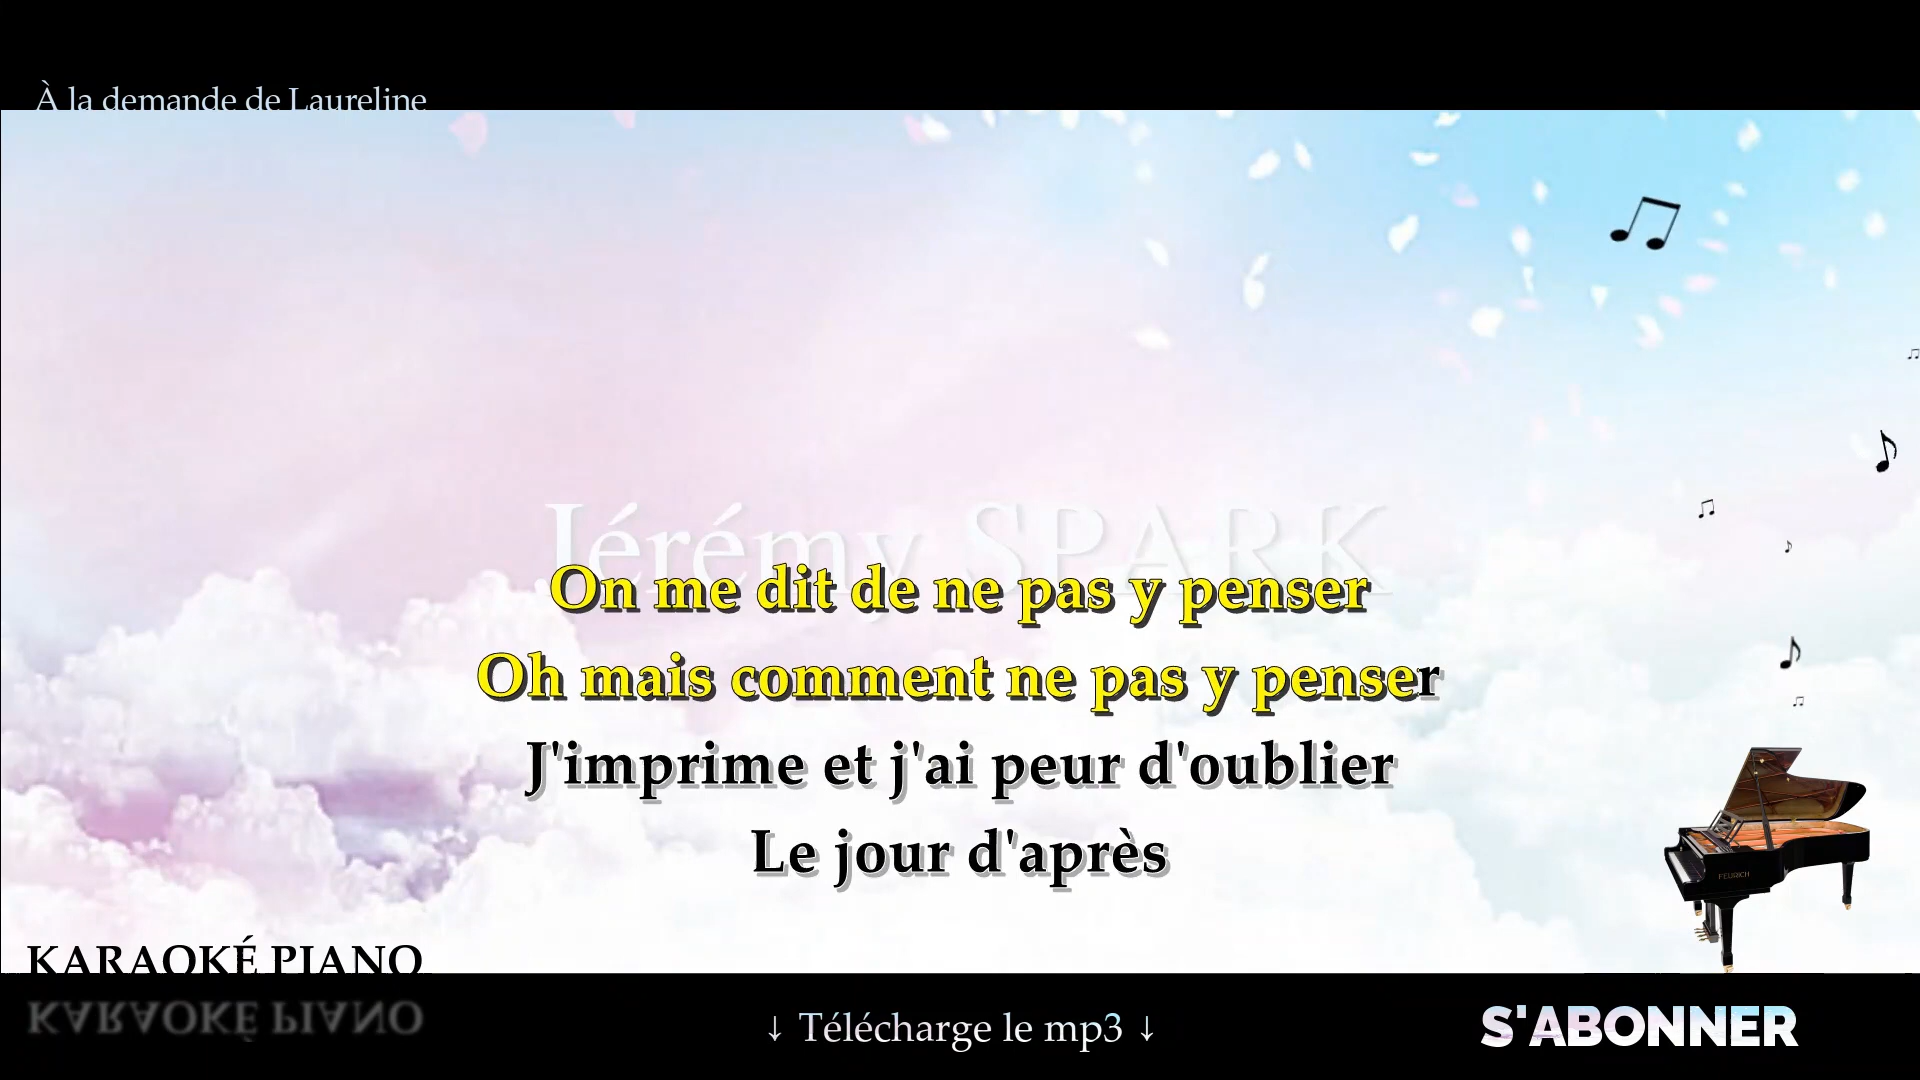 À la demande de Laureline
Jérémy SPARK
On me dit de ne pas y penser
Oh mais comment ne pas y penser
J'imprime et j'ai peur d'oublier
Le jour d'après
FEURICH
KARAOKÉ PIANO
KARAOKÉ PIANO
↓ Télécharge le mp3 ↓
S'ABONNER